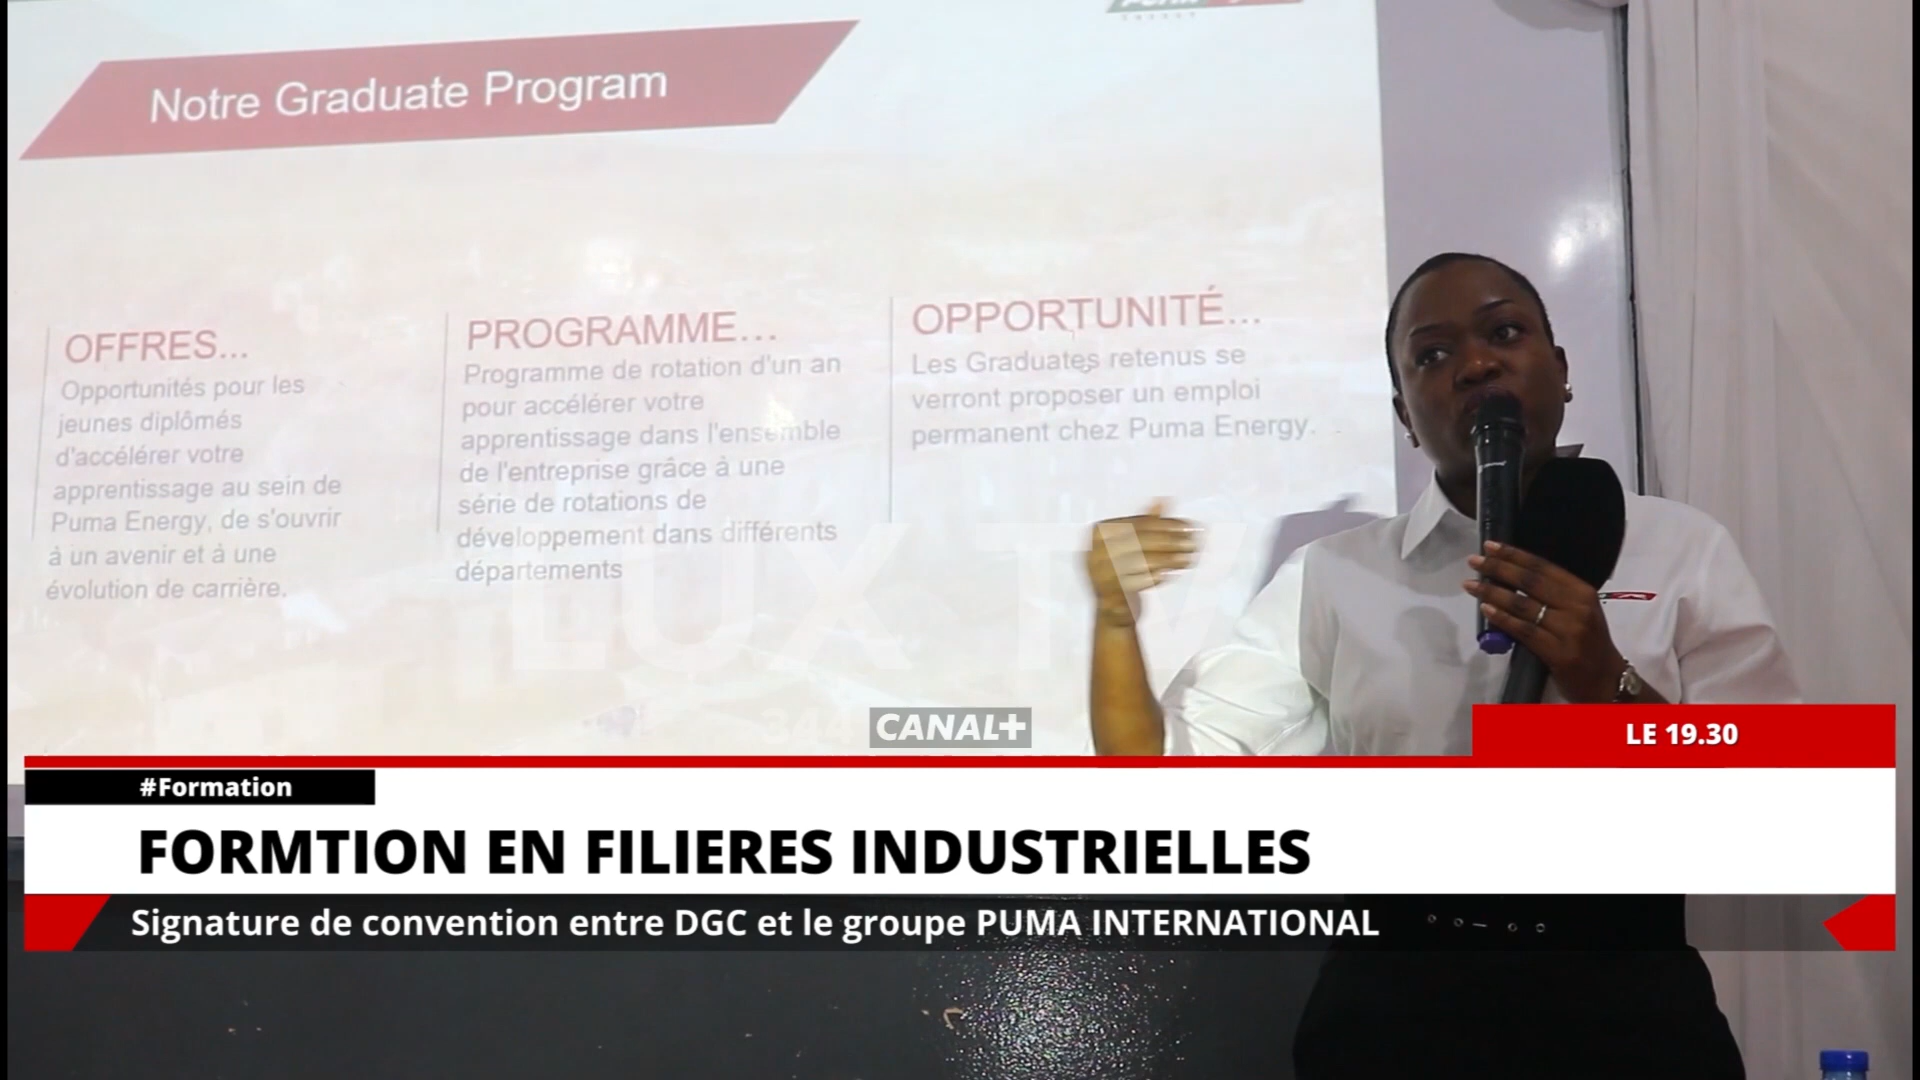 Notre Graduate Program
OFFRES...
Opportunités pour les
jeunes diplômés
d'accélérer votre
apprentissage au sein de
Puma Energy, de s'ouvrir
à un avenir et à une
évolution de carrière.
PROGRAMME...
Programme de rotation d'un an
pour accélérer votre
apprentissage dans l'ensemble
de l'entreprise grâce à une
série de rotations de
développement dans différents
départements
OPPORTUNITÉ...
Les Graduates retenus se
verront proposer un emploi
permanent chez Puma Energy.
LUX TV
344 CANAL+
LE 19.30
#Formation
FORMTION EN FILIERES INDUSTRIELLES
Signature de convention entre DGC et le groupe PUMA INTERNATIONAL